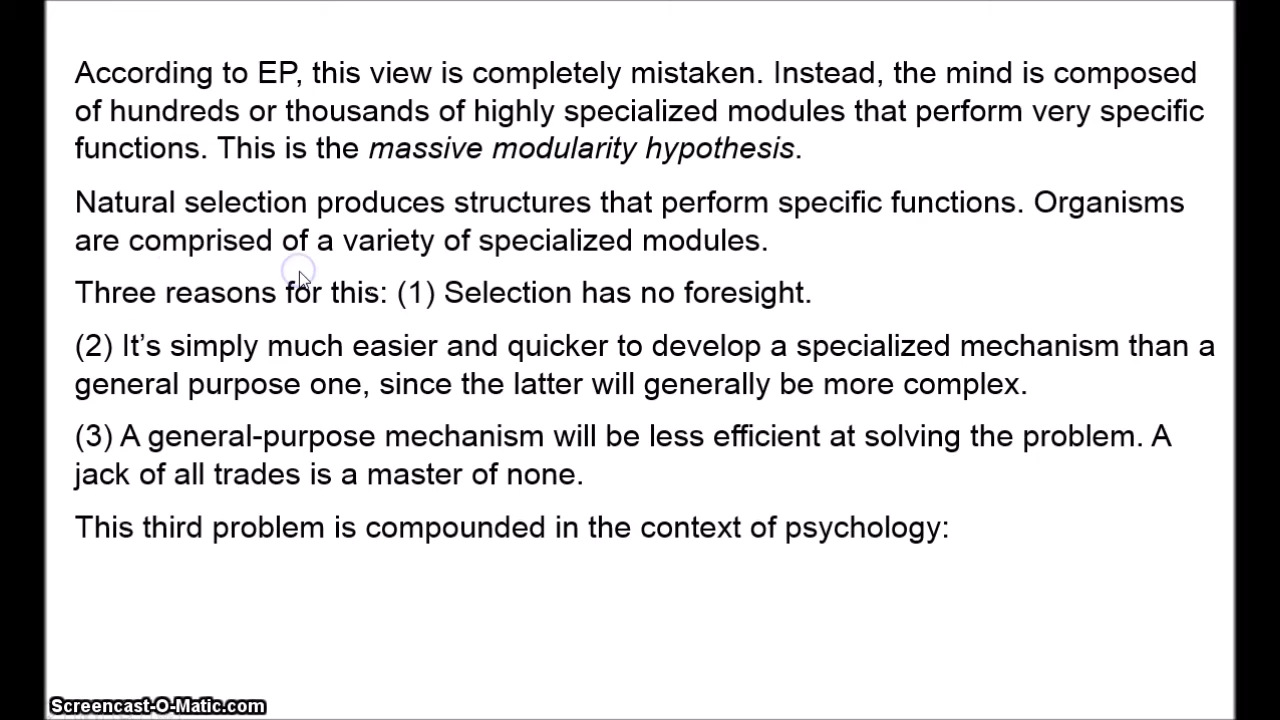 According to EP, this view is completely mistaken. Instead, the mind is composed
of hundreds or thousands of highly specialized modules that perform very specific
functions. This is the massive modularity hypothesis.
Natural selection produces structures that perform specific functions. Organisms
are comprised of a variety of specialized modules.
Three reasons for this: (1) Selection has no foresight.
(2) It’s simply much easier and quicker to develop a specialized mechanism than a
general purpose one, since the latter will generally be more complex.
(3) A general-purpose mechanism will be less efficient at solving the problem. A
jack of all trades is a master of none.
This third problem is compounded in the context of psychology:
Screencast-O-Matic.com